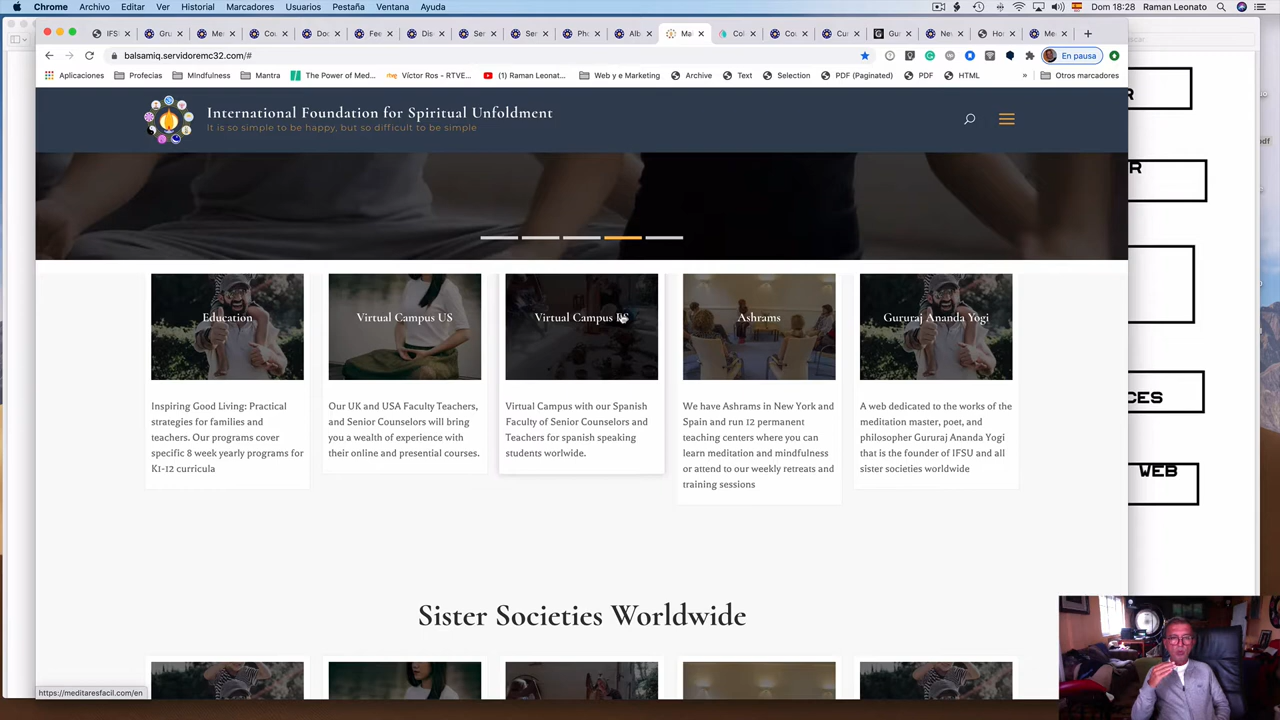 Chrome Archivo Editar Ver Historial Marcadores Usuarios Pestaña Ventana Ayuda Dom 18:28 Raman Leonato
balsamiq.servidoremc32.com/# En pausa
Aplicaciones Profecias MIndfulness Mantra The Power of Med... Víctor Ros - RTVE... (1) Raman Leonat... Web y e Marketing Archive Text Selection PDF (Paginated) PDF HTML » Otros marcadores
International Foundation for Spiritual Unfoldment
It is so simple to be happy, but so difficult to be simple
Education
Virtual Campus US
Virtual Campus
Ashrams
Gururaj Ananda Yogi
Inspiring Good Living: Practical
strategies for families and
teachers. Our programs cover
specific 8 week yearly programs for
K1-12 curricula
Our UK and USA Faculty Teachers,
and Senior Counselors will bring
you a wealth of experience with
their online and presential courses.
Virtual Campus with our Spanish
Faculty of Senior Counselors and
Teachers for spanish speaking
students worlwide.
We have Ashrams in New York and
Spain and run 12 permanent
teaching centers where you can
learn meditation and mindfulness
or attend to our weekly retreats and
training sessions
A web dedicated to the works of the
meditation master, poet, and
philosopher Gururaj Ananda Yogi
that is the founder of IFSU and all
sister societies worldwide
Sister Societies Worldwide
https://meditaresfacil.com/en
R
R
CES
WEB